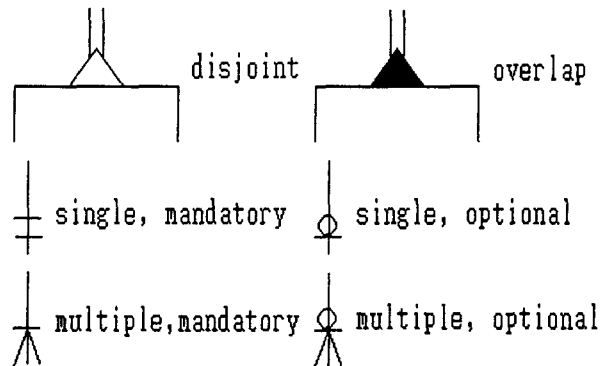 disjoint overlap
single, mandatory single, optional
multiple,mandatory multiple, optional